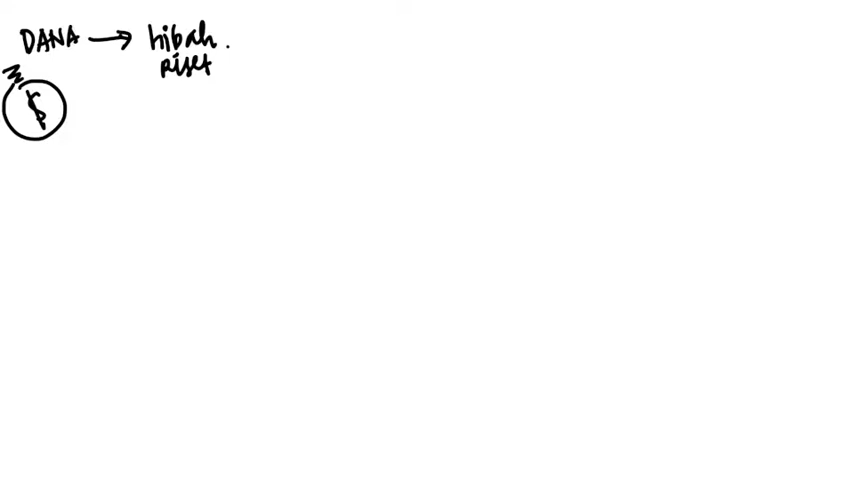 DANA → hibah.
riset
$